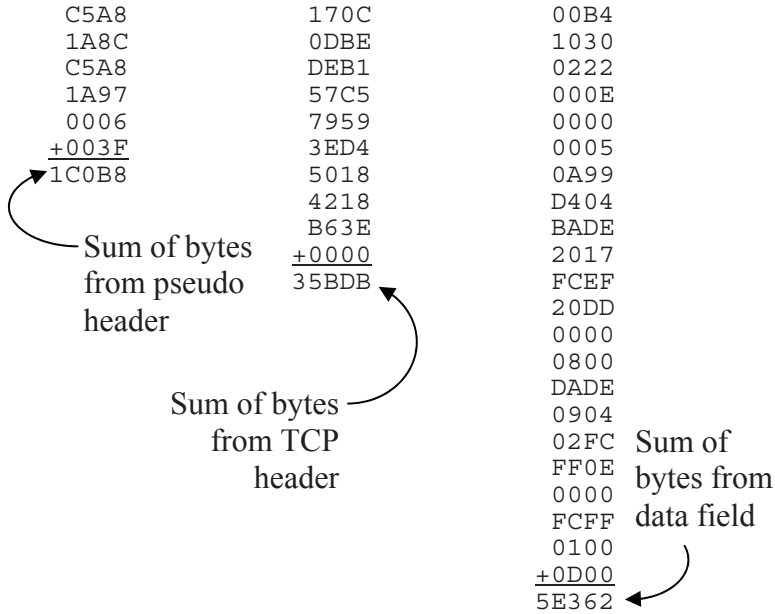 C5A8
1A8C
C5A8
1A97
0006
+003F
1C0B8
Sum of bytes
from pseudo
header
170C
0DBE
DEB1
57C5
7959
3ED4
5018
4218
B63E
+0000
35BDB
Sum of bytes
from TCP
header
00B4
1030
0222
000E
0000
0005
0A99
D404
BADE
2017
FCEF
20DD
0000
0800
DADE
0904
02FC
FF0E
0000
FCFF
0100
+0D00
5E362
Sum of
bytes from
data field